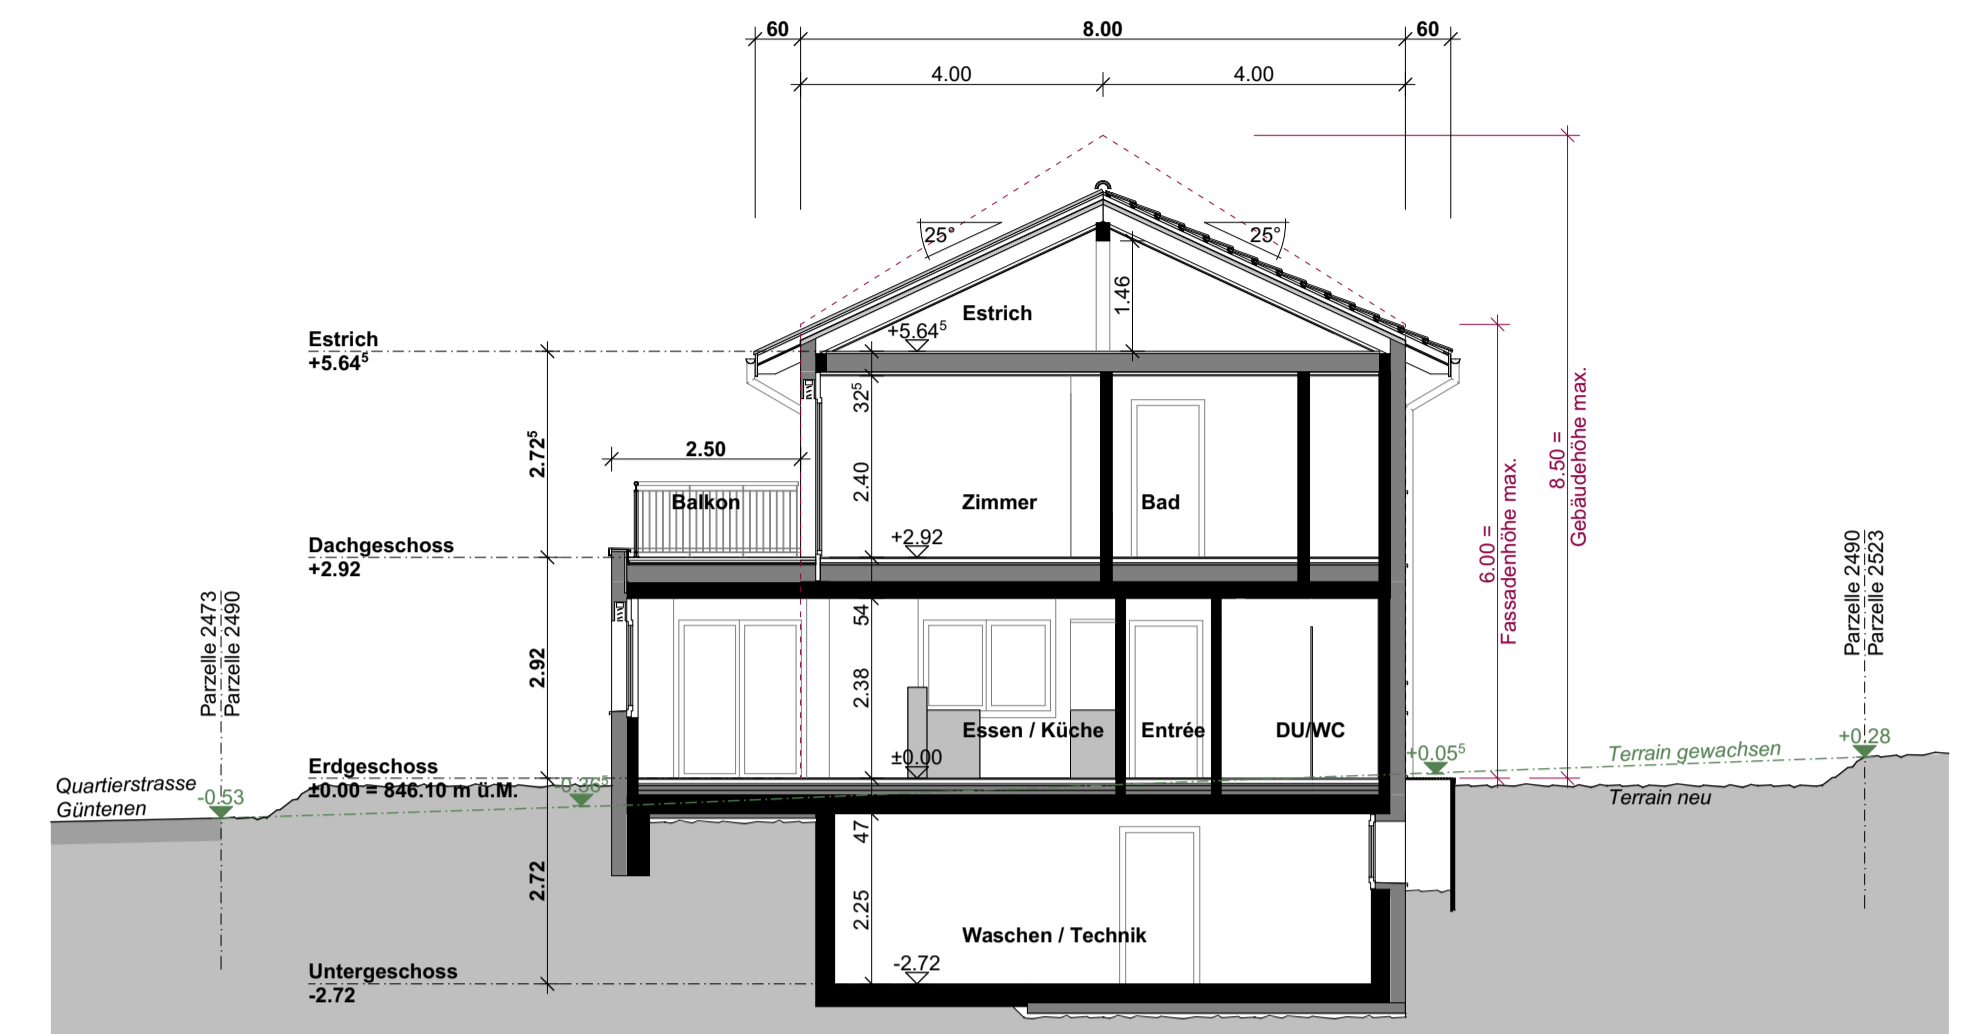 60
8.00
60
4.00
4.00
25°
25°
1.46
Estrich
+5.64⁵
Estrich
+5.64⁵
32⁵
2.72⁵
2.50
2.40
Balkon
Zimmer
Bad
8.50 =
Gebäudehöhe max.
6.00 =
Fassadenhöhe max.
+2.92
Dachgeschoss
+2.92
Parzelle 2473
Parzelle 2490
Parzelle 2490
Parzelle 2523
54
2.92
2.38
Essen / Küche
Entrée
DU/WC
±0.00
+0.05⁵
Terrain gewachsen
+0.28
Erdgeschoss
±0.00 = 846.10 m ü.M.
-0.36⁵
Quartierstrasse
Güntenen
-0.53
Terrain neu
47
2.72
2.25
Waschen / Technik
-2.72
Untergeschoss
-2.72